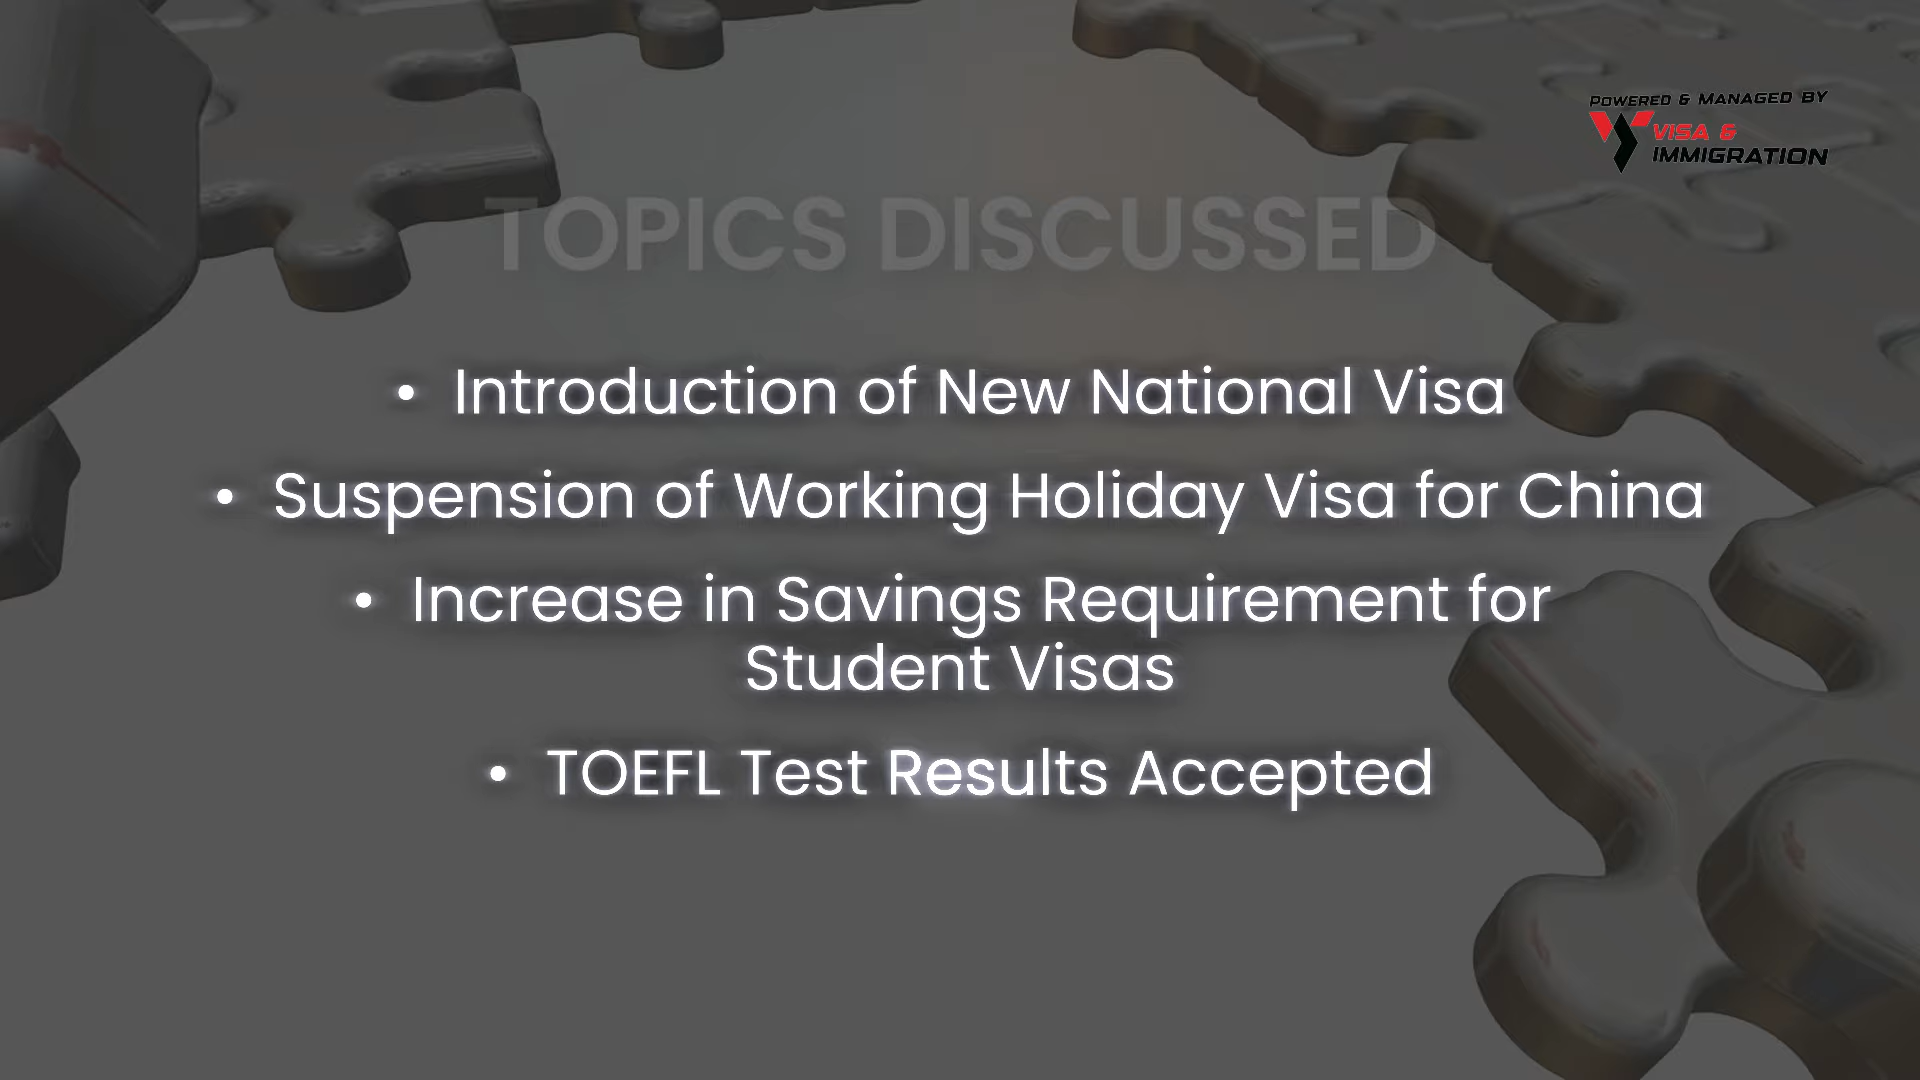 POWERED & MANAGED BY
VISA &
IMMIGRATION
TOPICS DISCUSSED
• Introduction of New National Visa
• Suspension of Working Holiday Visa for China
• Increase in Savings Requirement for
Student Visas
• TOEFL Test Results Accepted